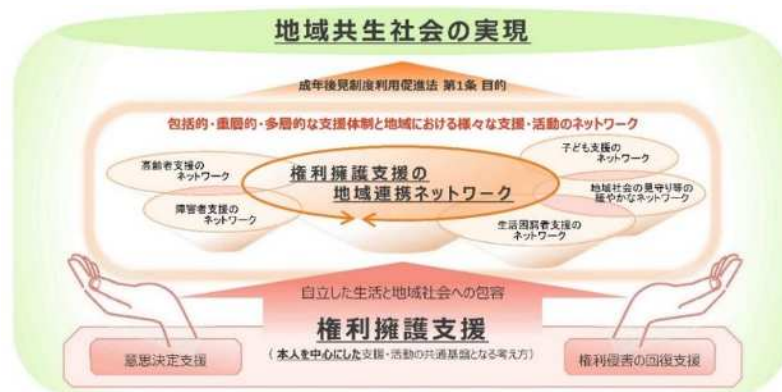 地域共生社会の実現
成年後見制度利用促進法 第1条 目的
包括的・重層的・多層的な支援体制と地域における様々な支援・活動のネットワーク
高齢者支援の
ネットワーク
障害者支援の
ネットワーク
権利擁護支援の
地域連携ネットワーク
子ども支援の
ネットワーク
地域社会の見守り等の
緩やかなネットワーク
生活困窮者支援の
ネットワーク
自立した生活と地域社会への包容
権利擁護支援
(本人を中心にした支援・活動の共通基盤となる考え方)
意思決定支援
権利侵害の回復支援